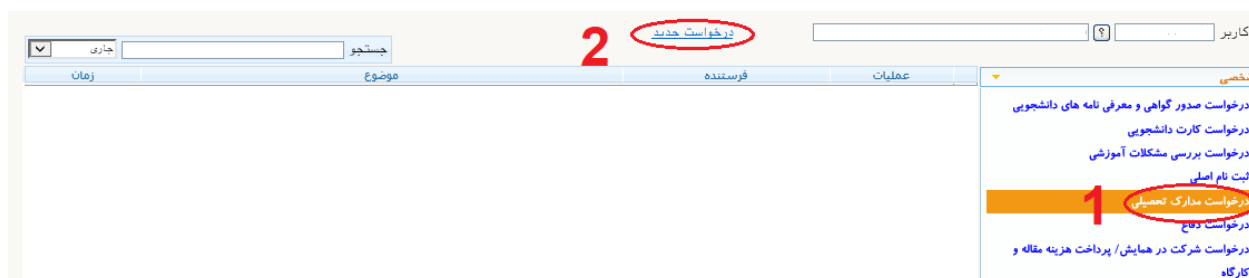 کاربر
؟
درخواست جدید
2
جستجو
جاری
عملیات
فرستنده
موضوع
زمان
درخواست صدور گواهی و معرفی نامه های دانشجویی
درخواست کارت دانشجویی
درخواست بررسی مشکلات آموزشی
ثبت نام اصلی
درخواست مدارک تحصیلی
1
درخواست دفاع
درخواست شرکت در همایش/ پرداخت هزینه مقاله و
کارگاه